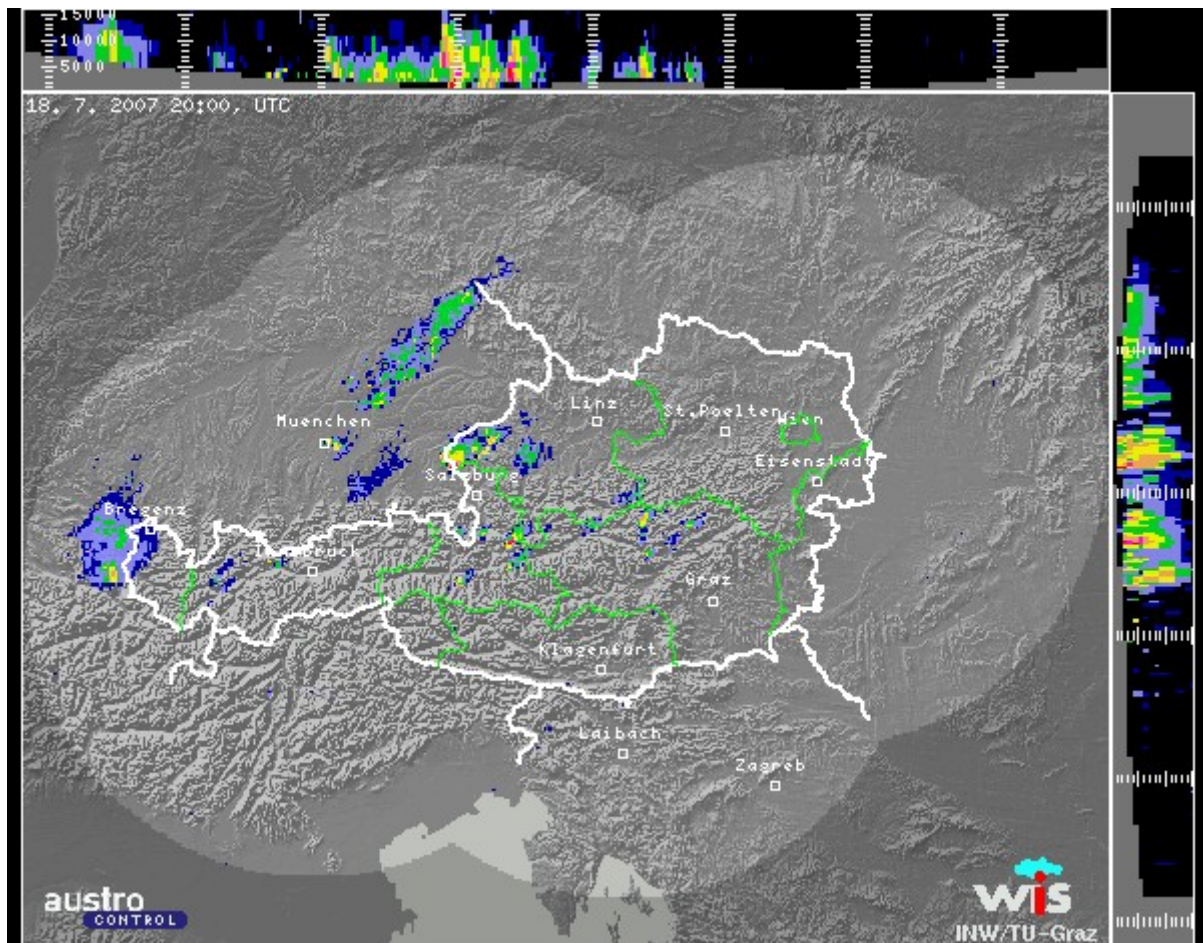 15000
10000
5000
18. 7. 2007 20:00, UTC
Linz
St.Poelten
Wien
Muenchen
Eisenstadt
Salzburg
Bregenz
Innsbruck
Graz
Klagenfurt
Laibach
Zagreb
austro
CONTROL
wis
INW/TU-Graz